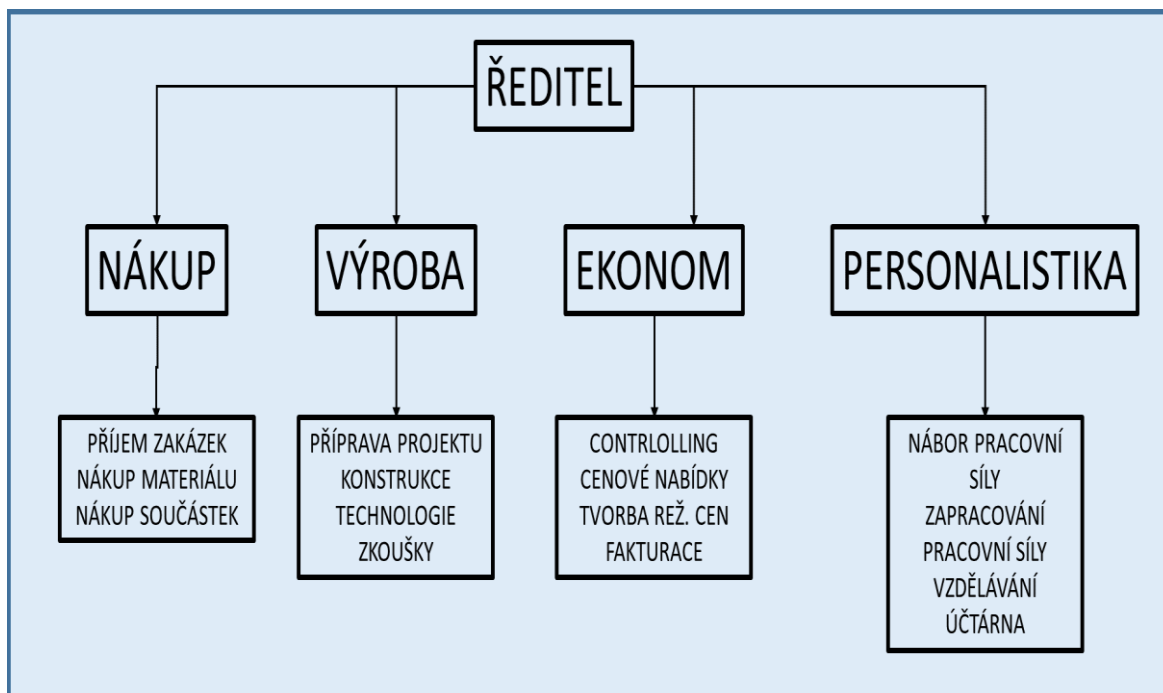 ŘEDITEL
NÁKUP
VÝROBA
EKONOM
PERSONALISTIKA
PŘÍJEM ZAKÁZEK
NÁKUP MATERIÁLU
NÁKUP SOUČÁSTEK
PŘÍPRAVA PROJEKTU
KONSTRUKCE
TECHNOLOGIE
ZKOUŠKY
CONTRLOLLING
CENOVÉ NABÍDKY
TVORBA REŽ. CEN
FAKTURACE
NÁBOR PRACOVNÍ
SÍLY
ZAPRACOVÁNÍ
PRACOVNÍ SÍLY
VZDĚLÁVÁNÍ
ÚČTÁRNA